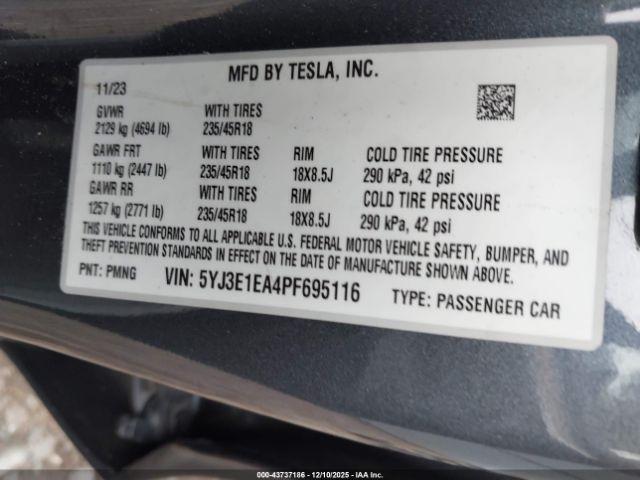 MFD BY TESLA, INC.
11/23
GVWR WITH TIRES
2129 kg (4694 lb) 235/45R18
GAWR FRT WITH TIRES RIM COLD TIRE PRESSURE
1110 kg (2447 lb) 235/45R18 18X8.5J 290 kPa, 42 psi
GAWR RR WITH TIRES RIM COLD TIRE PRESSURE
1257 kg (2771 lb) 235/45R18 18X8.5J 290 kPa, 42 psi
THIS VEHICLE CONFORMS TO ALL APPLICABLE U.S. FEDERAL MOTOR VEHICLE SAFETY, BUMPER, AND
THEFT PREVENTION STANDARDS IN EFFECT ON THE DATE OF MANUFACTURE SHOWN ABOVE.
PNT: PMNG VIN: 5YJ3E1EA4PF695116 TYPE: PASSENGER CAR
000-43737186 - 12/10/2025 - IAA Inc.